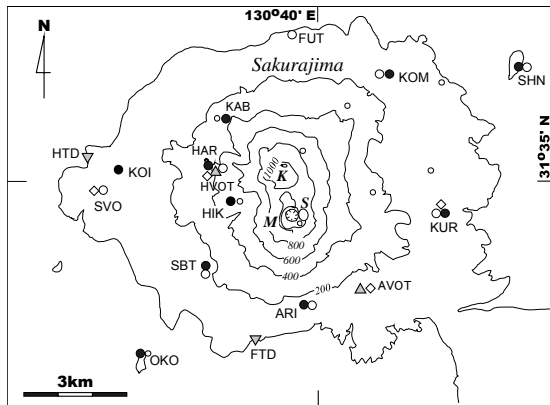 130°40' E
N
FUT
Sakurajima
KOM
SHN
KAB
31°35' N
HTD
HAR
KOI
K
1000
HVOT
SVO
HIK
S
M
KUR
800
600
SBT
400
200
AVOT
ARI
FTD
OKO
3km